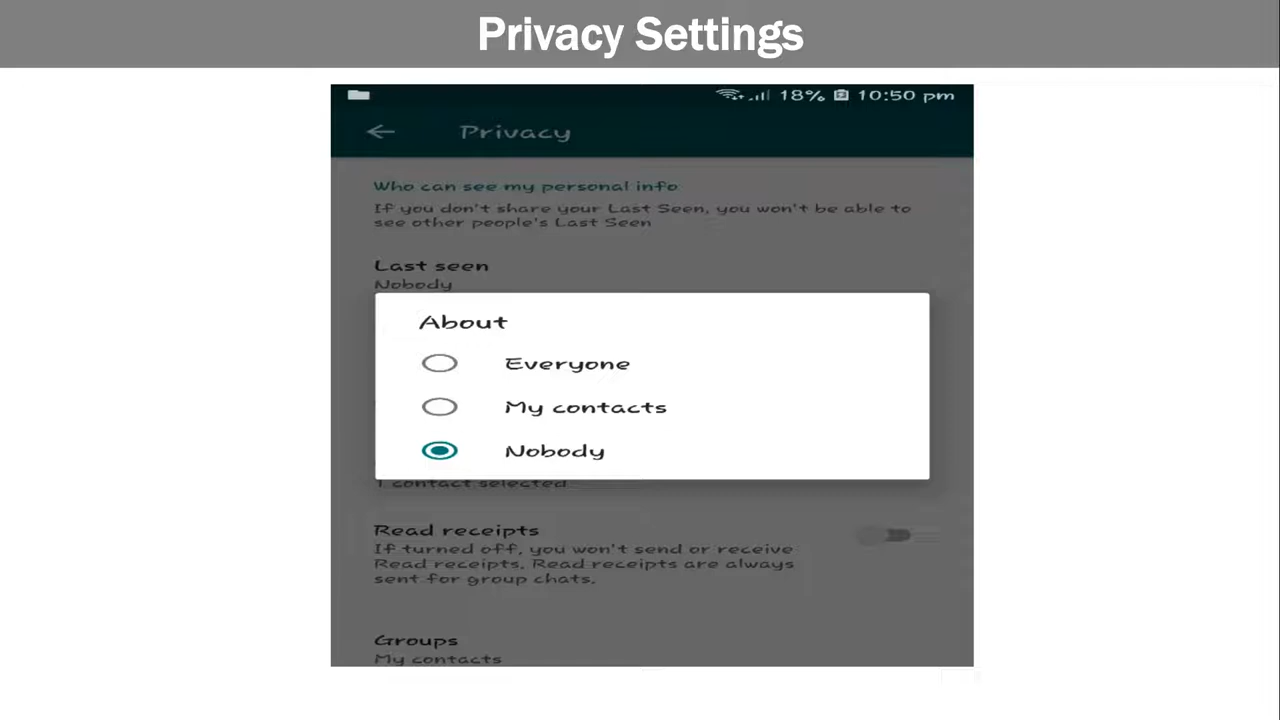 Privacy Settings
18% 10:50 pm
Privacy
Who can see my personal info
If you don't share your Last Seen, you won't be able to
see other people's Last Seen
Last seen
Nobody
About
Everyone
My contacts
Nobody
1 contact selected
Read receipts
If turned off, you won't send or receive
Read receipts. Read receipts are always
sent for group chats.
Groups
My contacts